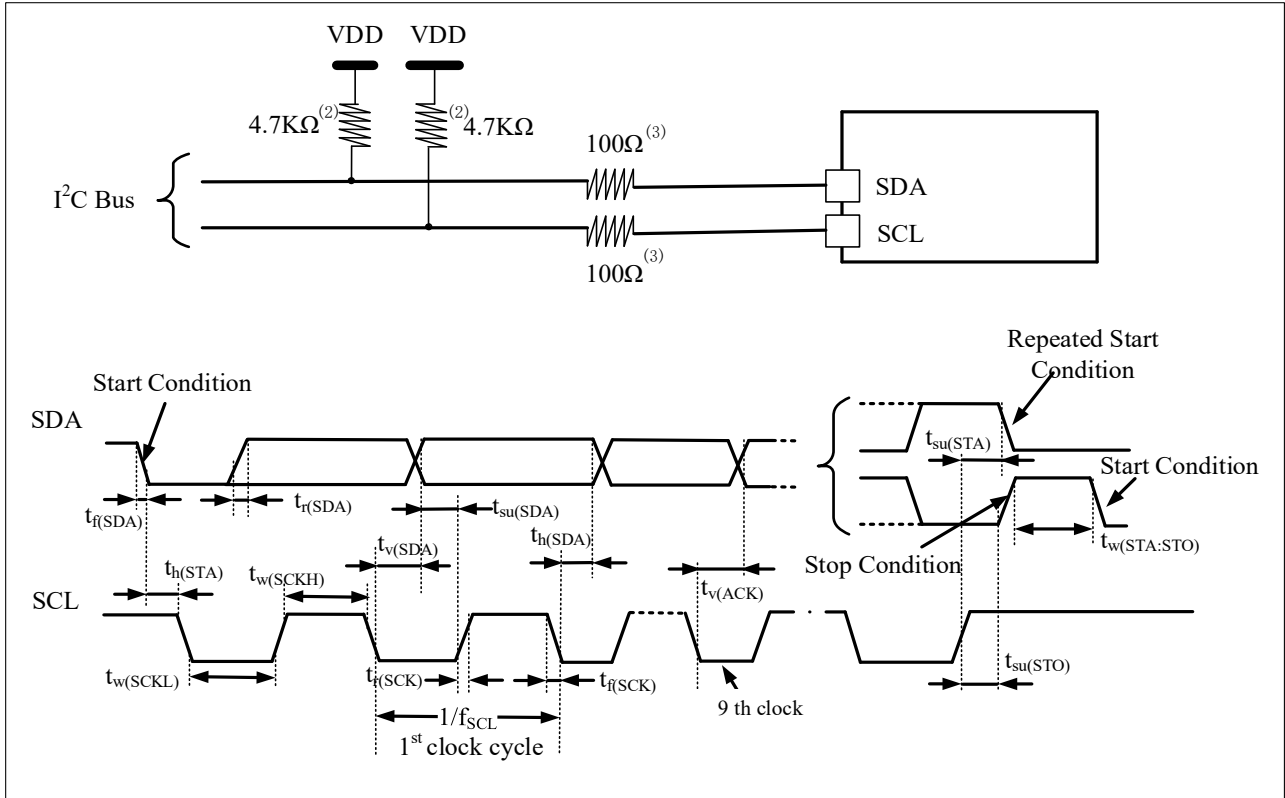 VDD VDD
4.7KΩ(2) (2)4.7KΩ
100Ω(3)
I2C Bus
SDA
SCL
100Ω(3)
Repeated Start
Condition
Start Condition
SDA
tsu(STA)
Start Condition
tf(SDA)
tr(SDA)
tsu(SDA)
tv(SDA)
th(SDA)
tw(STA:STO)
Stop Condition
th(STA)
tw(SCKH)
tv(ACK)
SCL
tw(SCKL)
tr(SCK)
tf(SCK)
tsu(STO)
9 th clock
1/fSCL
1st clock cycle